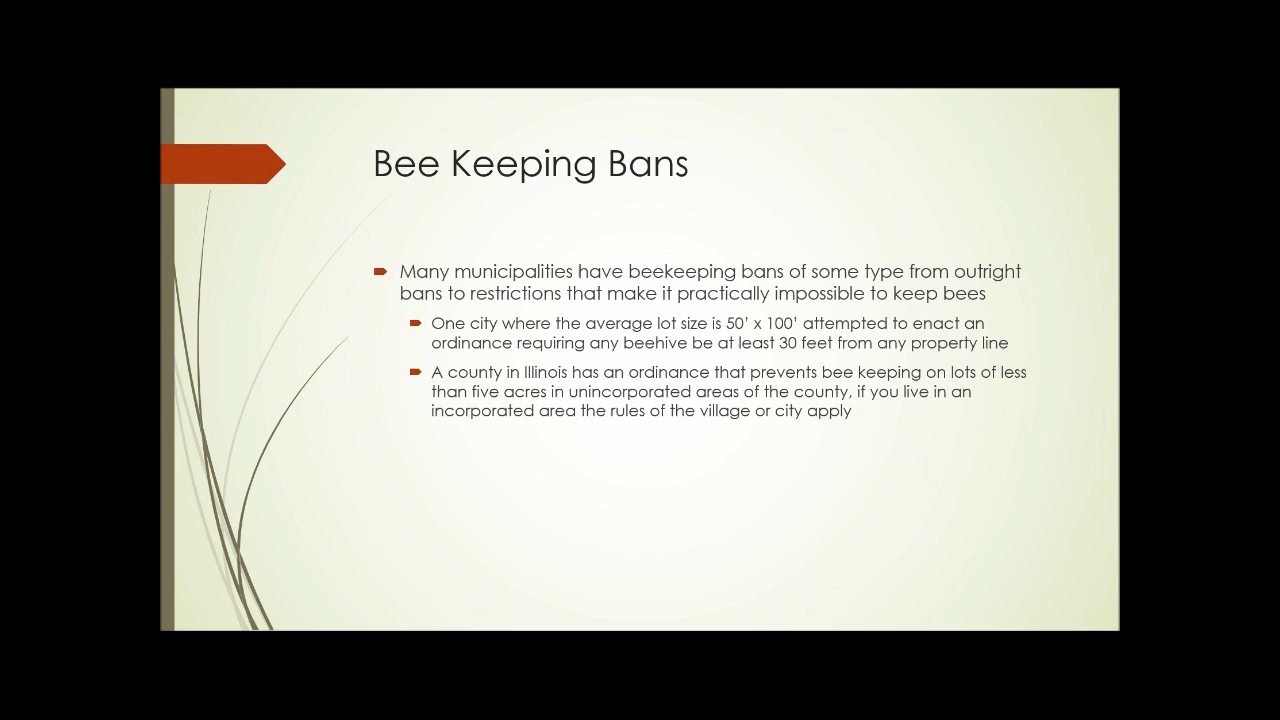 Bee Keeping Bans
Many municipalities have beekeeping bans of some type from outright
bans to restrictions that make it practically impossible to keep bees
One city where the average lot size is 50’ x 100’ attempted to enact an
ordinance requiring any beehive be at least 30 feet from any property line
A county in Illinois has an ordinance that prevents bee keeping on lots of less
than five acres in unincorporated areas of the county, if you live in an
incorporated area the rules of the village or city apply